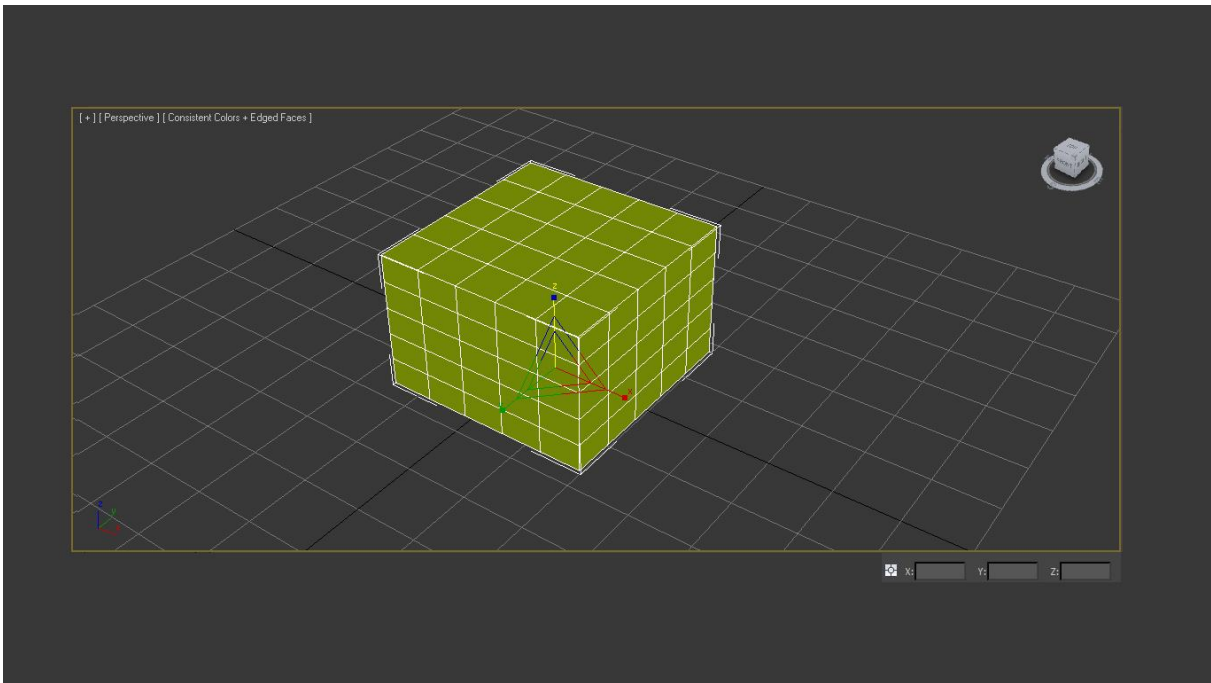 [ + ] [ Perspective ] [ Consistent Colors + Edged Faces ]
Z
X
Z
X: Y: Z: